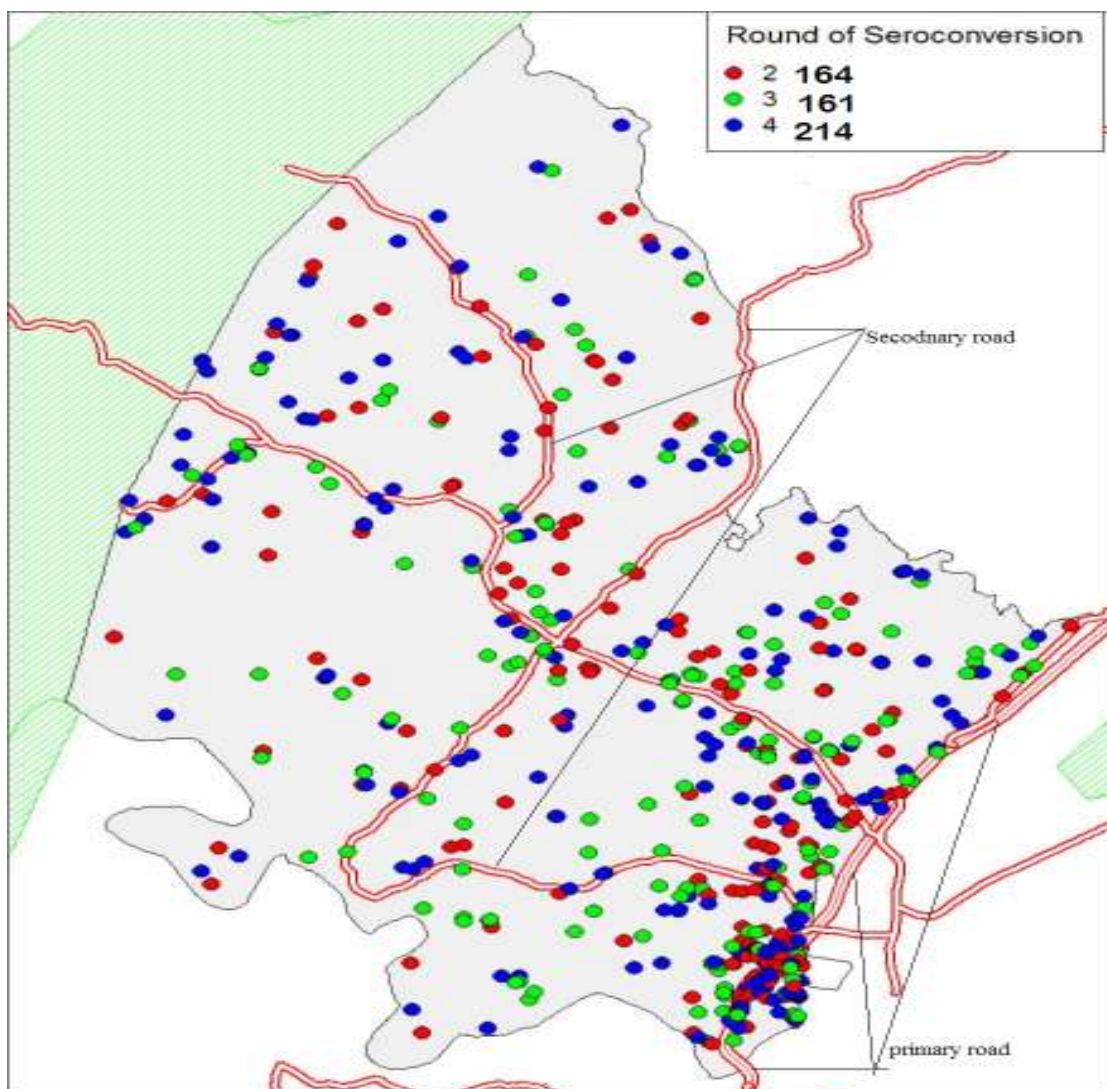 Round of Seroconversion
2 164
3 161
4 214
Secodnary road
primary road